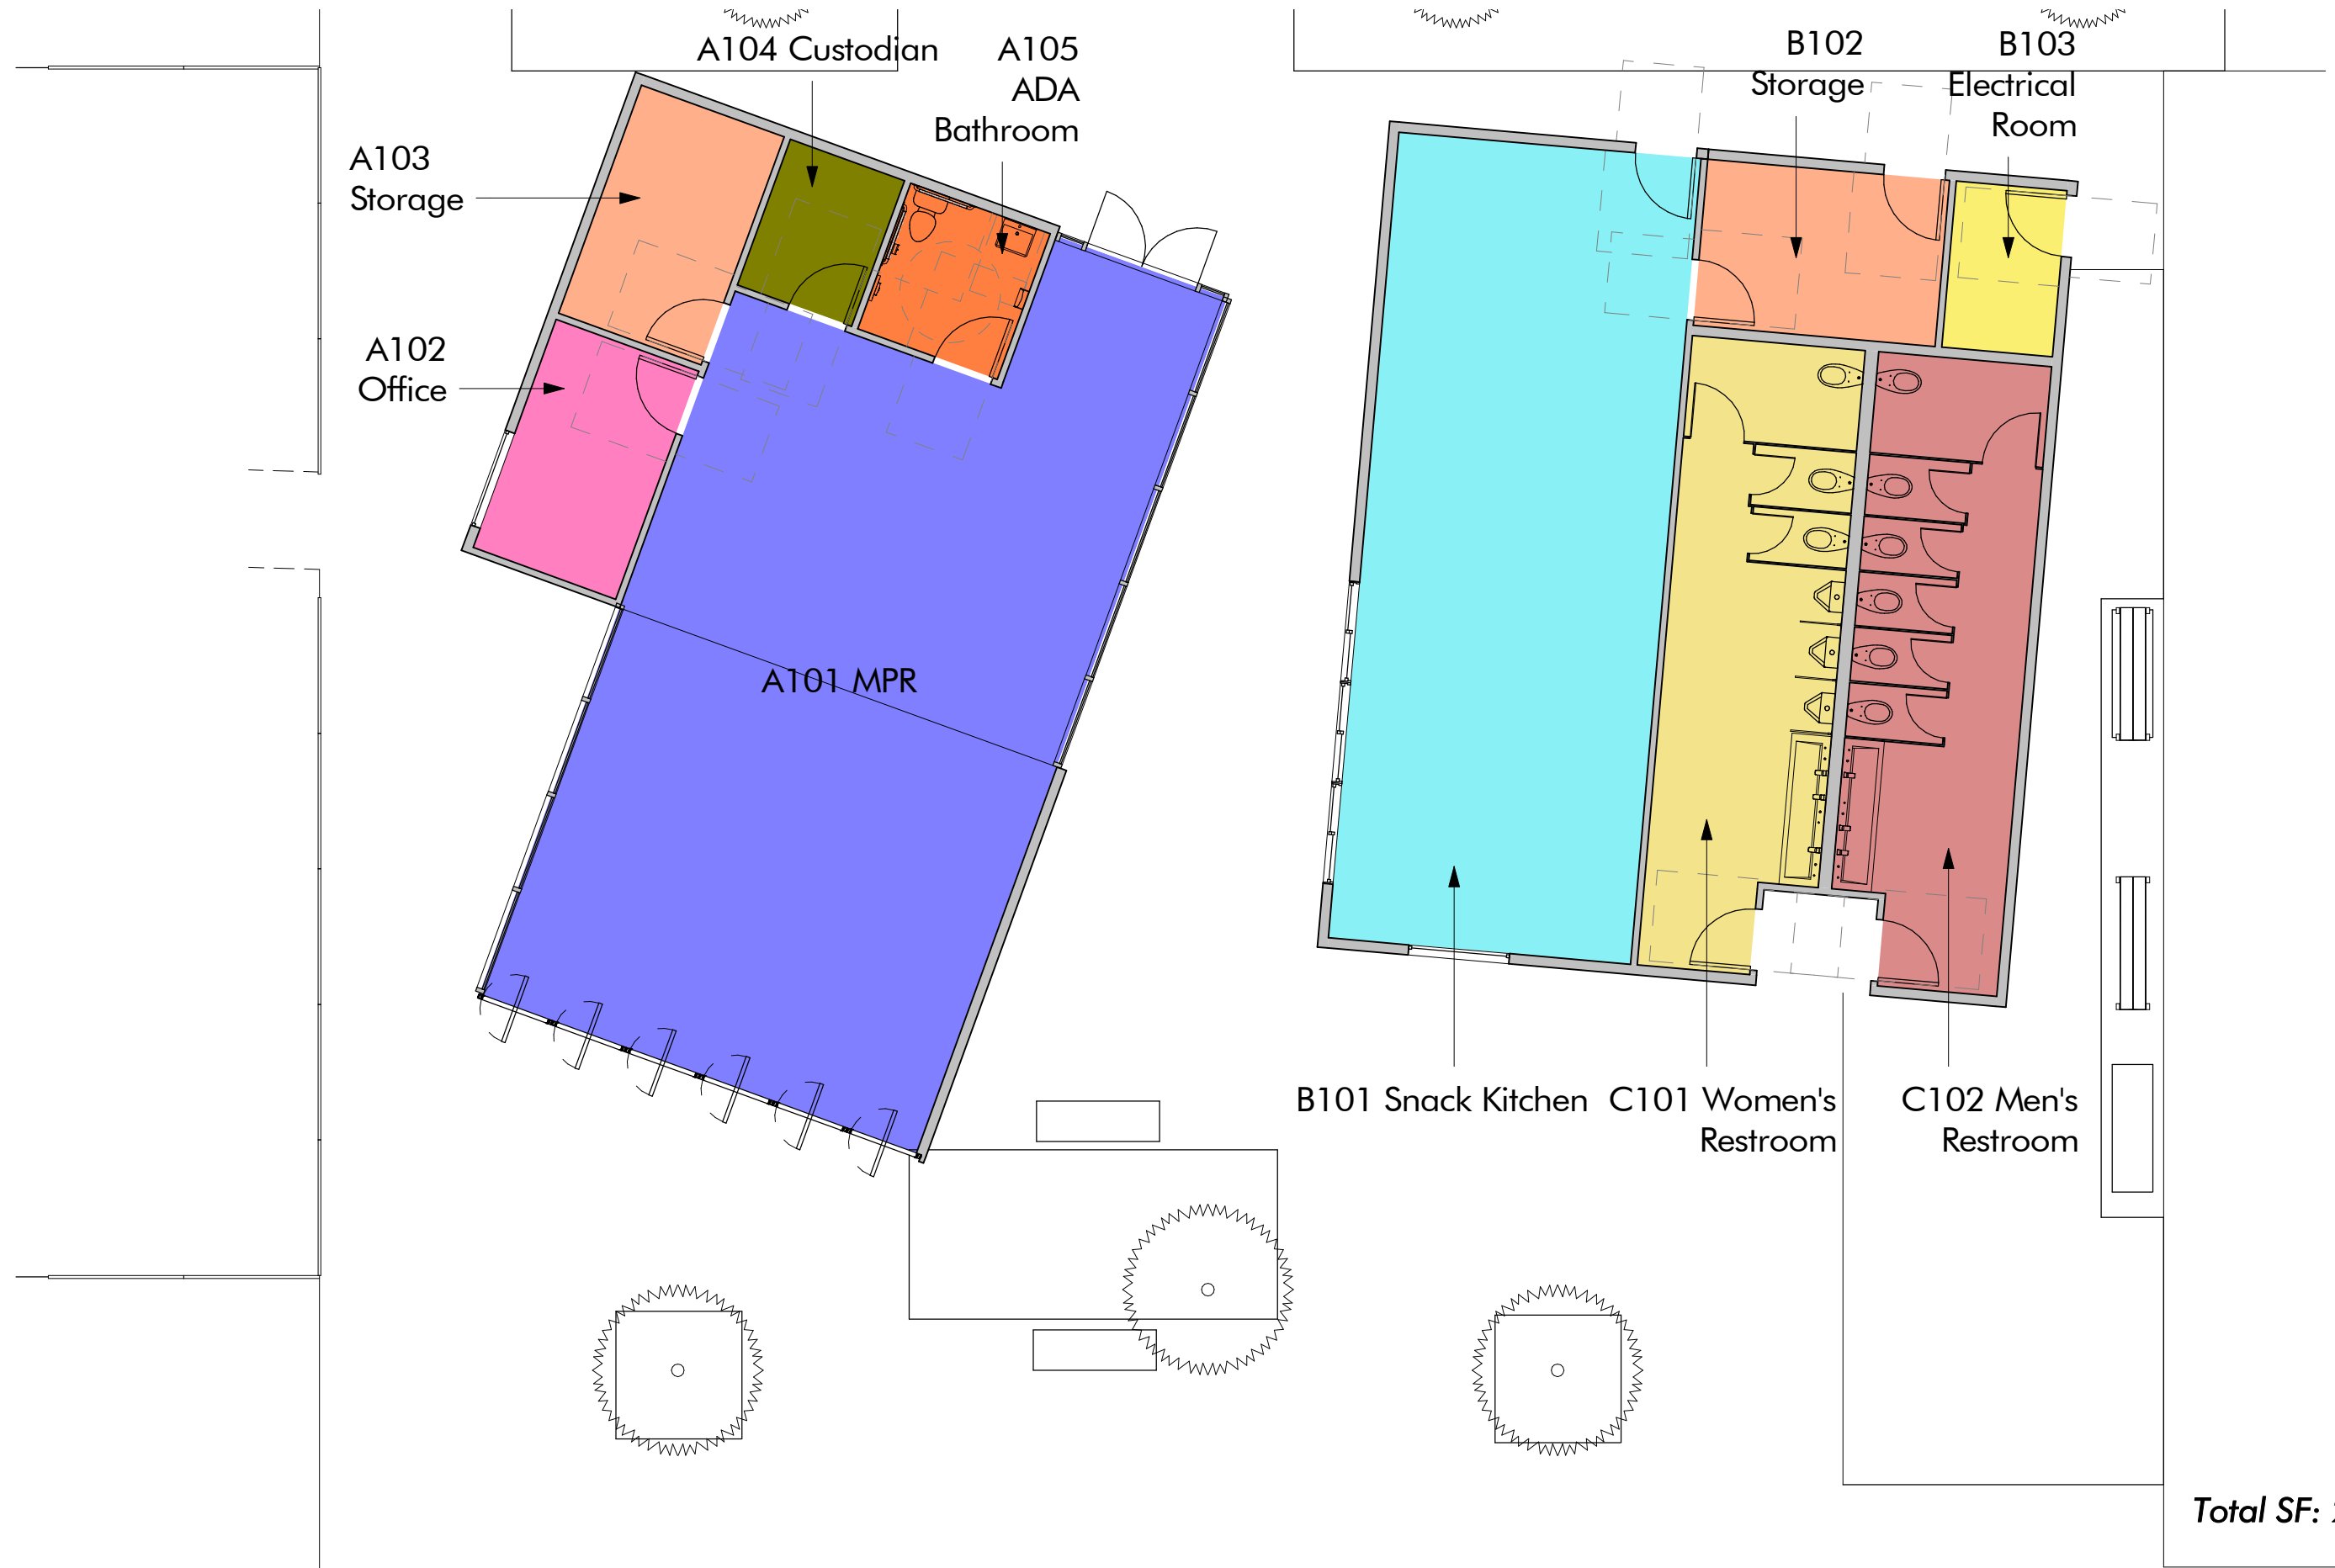 A104 Custodian
A105
ADA
Bathroom
B102
Storage
B103
Electrical
Room
A103
Storage
A102
Office
A101 MPR
B101 Snack Kitchen
C101 Women's
Restroom
C102 Men's
Restroom
Total SF: